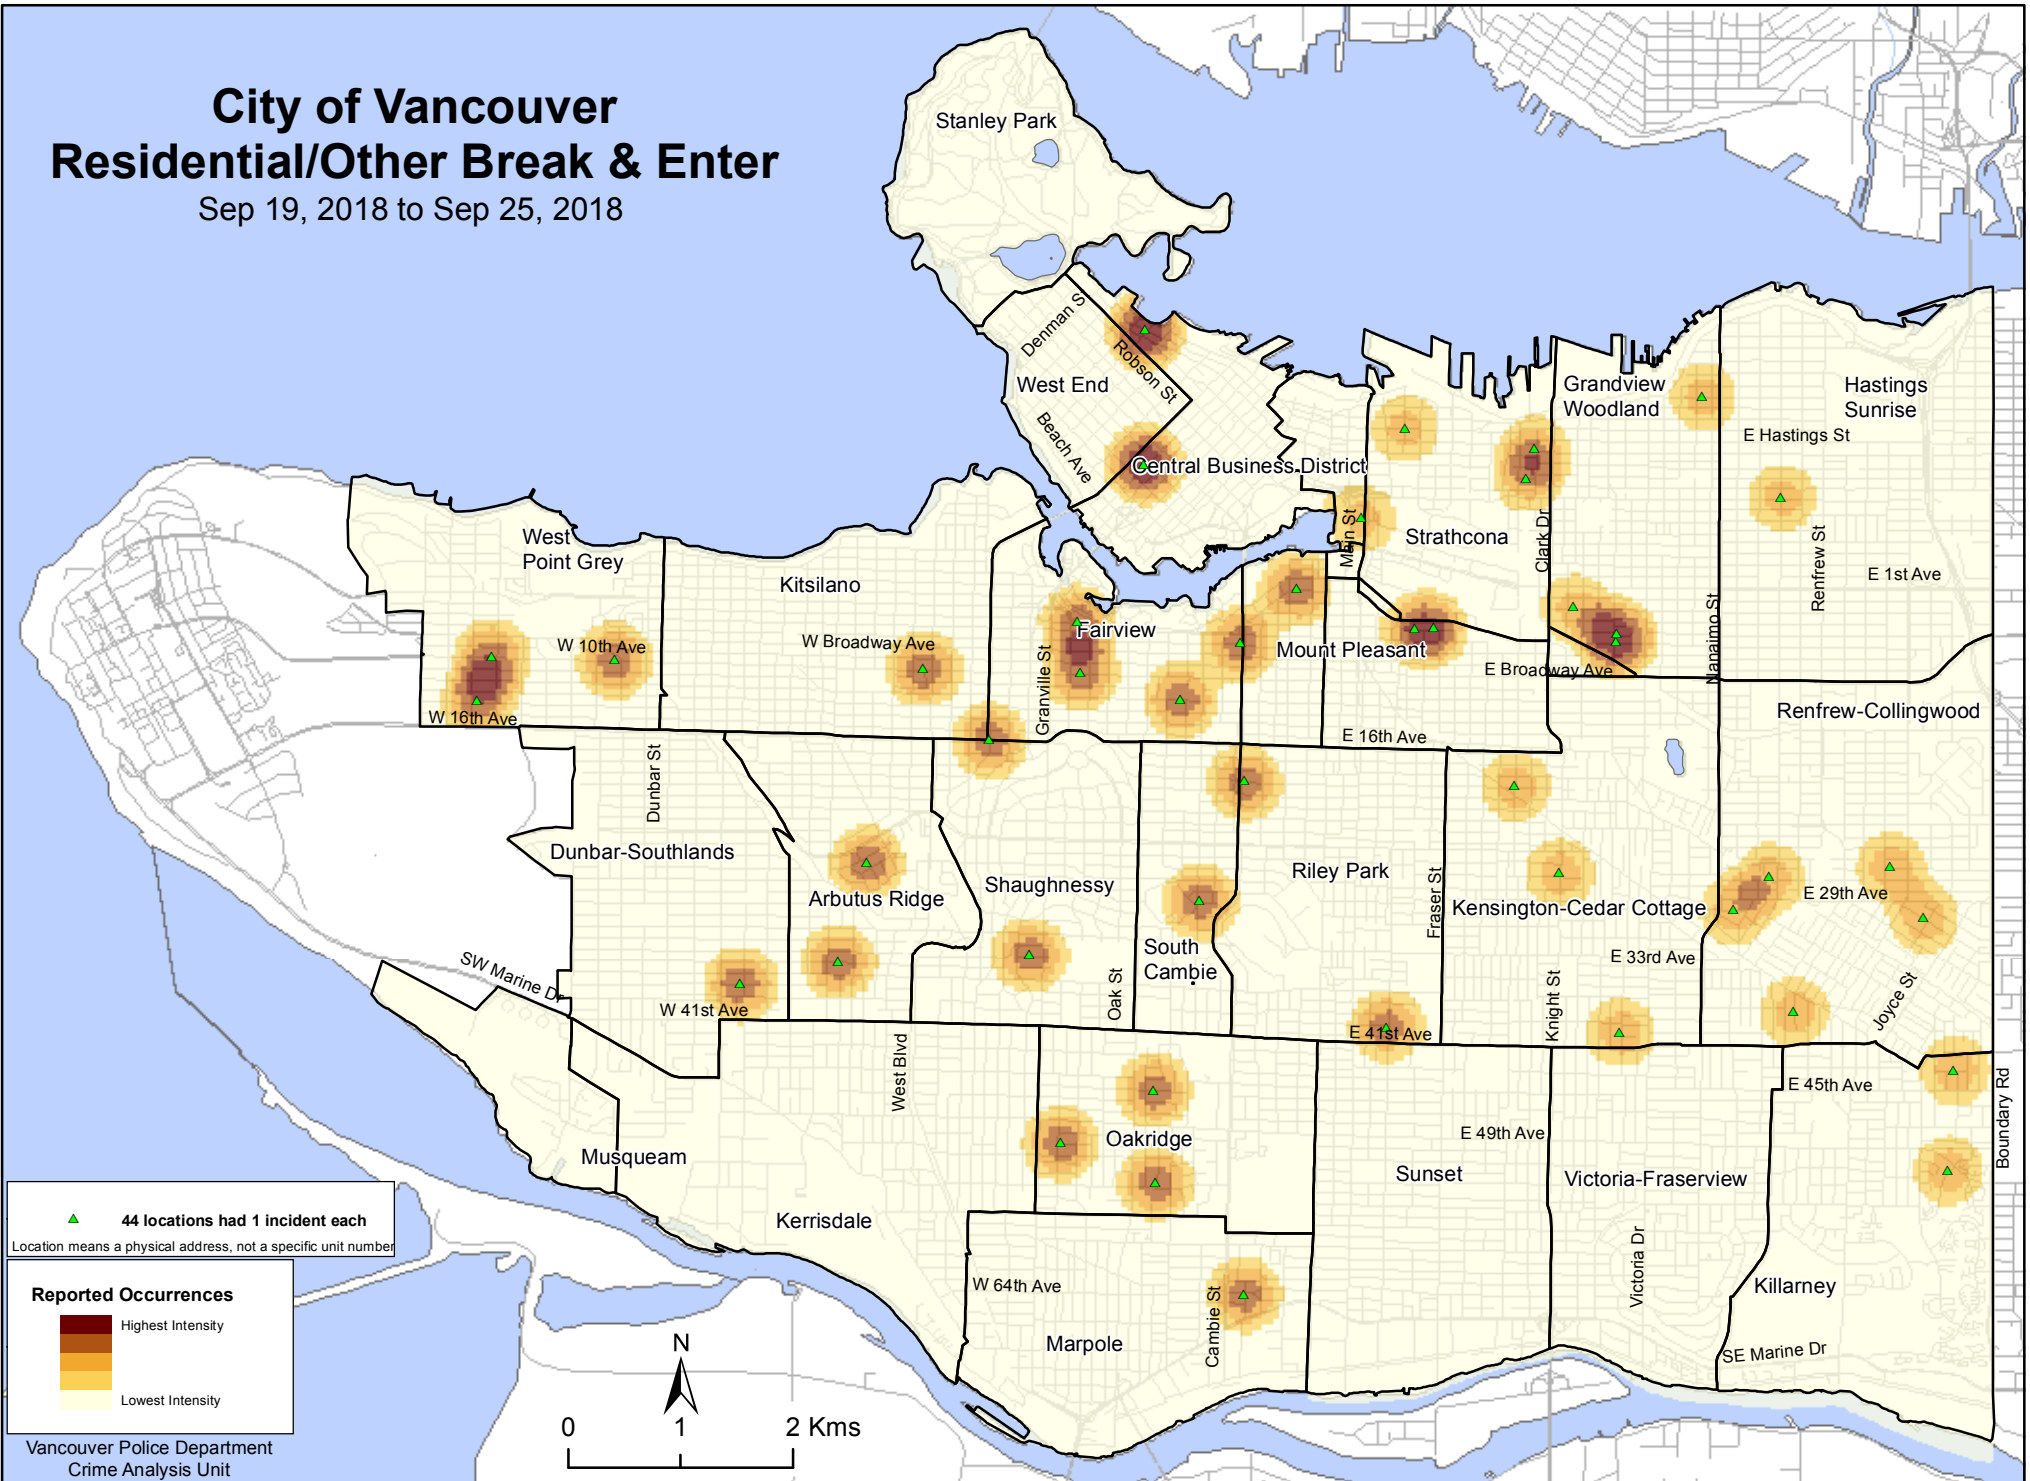 City of Vancouver
Residential/Other Break & Enter
Sep 19, 2018 to Sep 25, 2018
Stanley Park
Denman S
Robson St
West End
Beach Ave
Central Business District
Grandview
Woodland
Hastings
Sunrise
E Hastings St
Main St
Strathcona
Clark Dr
Nanaimo St
Renfrew St
E 1st Ave
West
Point Grey
Kitsilano
W 10th Ave
W Broadway Ave
W 16th Ave
Granville St
Fairview
Mount Pleasant
E Broadway Ave
E 16th Ave
Renfrew-Collingwood
Dunbar St
Dunbar-Southlands
Arbutus Ridge
Shaughnessy
Riley Park
Fraser St
Kensington-Cedar Cottage
E 29th Ave
South
Cambie
Oak St
E 33rd Ave
Knight St
Joyce St
SW Marine Dr
W 41st Ave
E 41st Ave
West Blvd
E 45th Ave
Boundary Rd
Musqueam
Oakridge
E 49th Ave
Sunset
Victoria-Fraserview
Kerrisdale
W 64th Ave
Cambie St
Victoria Dr
Killarney
Marpole
SE Marine Dr
44 locations had 1 incident each
Location means a physical address, not a specific unit number
Reported Occurrences
Highest Intensity
Lowest Intensity
Vancouver Police Department
Crime Analysis Unit
N
0 1 2 Kms